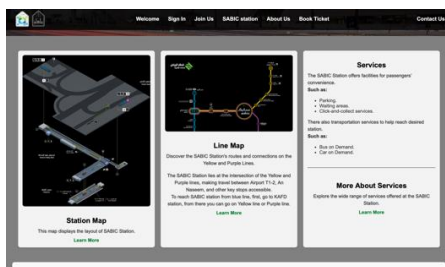 Welcome Sign In Join Us SABIC station About Us Book Ticket Contact Us
Station Map
This map displays the layout of SABIC Station.
Learn More
Line Map
Discover the SABIC Station's routes and connections on the
Yellow and Purple Lines.
The SABIC Station lies at the intersection of the Yellow and
Purple lines, making travel between Airport T1-2, An
Naseem, and other key stops accessible.
To reach SABIC station from blue line, first, go to KAFD
station, from there you can go on Yellow line or Purple line.
Learn More
Services
The SABIC Station offers facilities for passengers'
convenience.
Such as:
Parking.
Waiting areas.
Click-and-collect services.
There also transportation services to help reach desired
station.
Such as:
Bus on Demand.
Car on Demand.
More About Services
Explore the wide range of services offered at the SABIC
Station.
Learn More